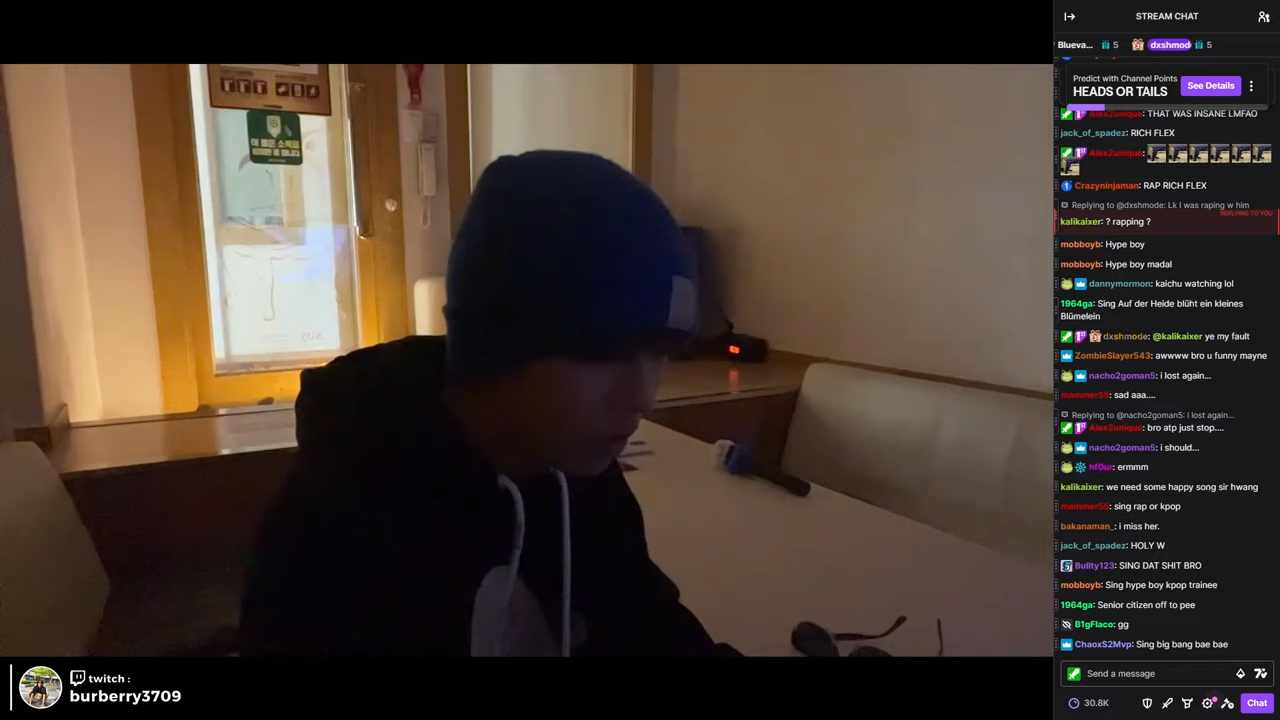 STREAM CHAT
Blueva... 5 dxshmod 5
Predict with Channel Points
HEADS OR TAILS
See Details
Alex2unique: THAT WAS INSANE LMFAO
jack_of_spadez: RICH FLEX
Alex2unique:
Crazyninjaman: RAP RICH FLEX
Replying to @dxshmode: Lk I was raping w him
REPLYING TO YOU
kalikaixer: ? rapping ?
mobboyb: Hype boy
mobboyb: Hype boy madal
dannymormon: kaichu watching lol
1964ga: Sing Auf der Heide blüht ein kleines
Blümelein
dxshmode: @kalikaixer ye my fault
ZombieSlayer543: awwww bro u funny mayne
nacho2goman5: i lost again...
mammer55: sad aaa....
Replying to @nacho2goman5: i lost again...
Alex2unique: bro atp just stop....
nacho2goman5: i should...
hf0ur: ermmm
kalikaixer: we need some happy song sir hwang
mammer55: sing rap or kpop
bakanaman_: i miss her.
jack_of_spadez: HOLY W
Bullty123: SING DAT SHIT BRO
mobboyb: Sing hype boy kpop trainee
1964ga: Senior citizen off to pee
B1gFlaco: gg
ChaoxS2Mvp: Sing big bang bae bae
Send a message
30.8K
Chat
twitch :
burberry3709